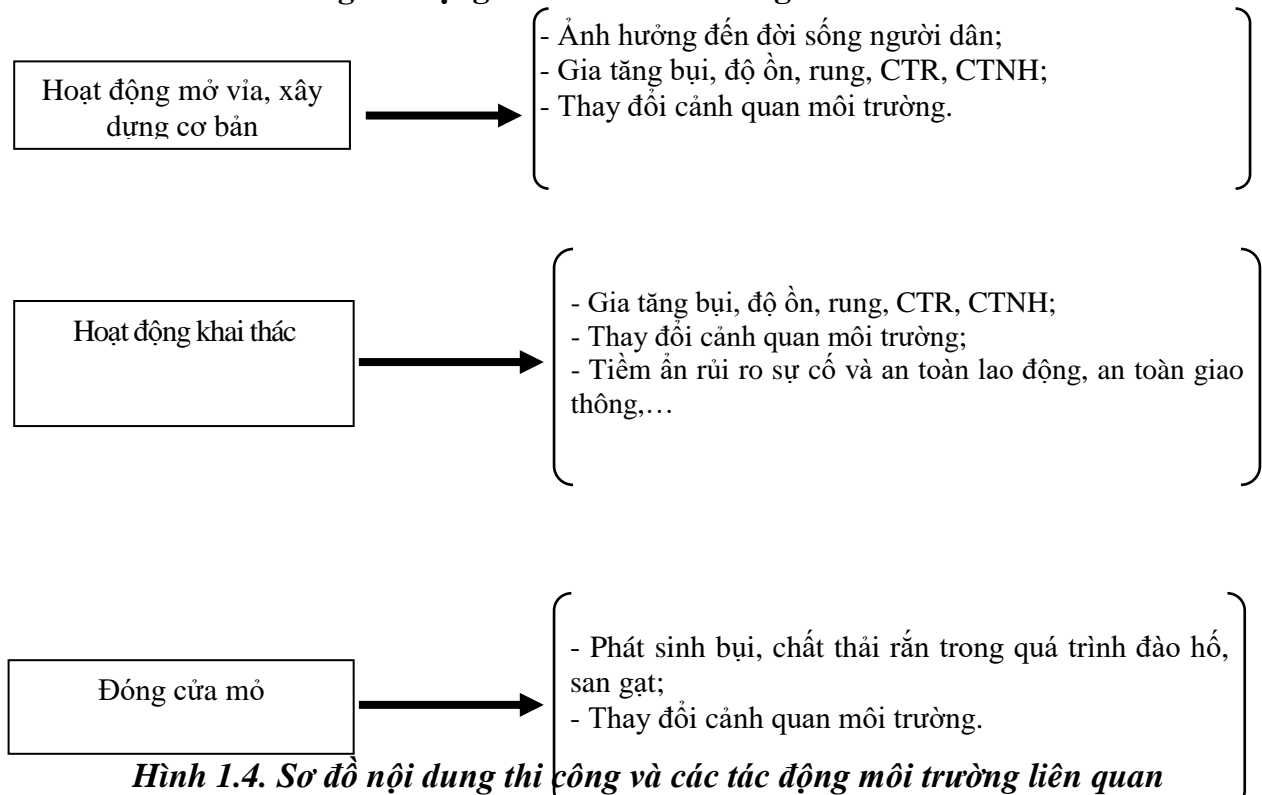 - Ảnh hưởng đến đời sống người dân;
- Gia tăng bụi, độ ồn, rung, CTR, CTNH;
- Thay đổi cảnh quan môi trường.
Hoạt động mở vỉa, xây
dựng cơ bản
- Gia tăng bụi, độ ồn, rung, CTR, CTNH;
- Thay đổi cảnh quan môi trường;
- Tiềm ẩn rủi ro sự cố và an toàn lao động, an toàn giao
thông,…
Hoạt động khai thác
- Phát sinh bụi, chất thải rắn trong quá trình đào hố,
san gạt;
- Thay đổi cảnh quan môi trường.
Đóng cửa mỏ
Hình 1.4. Sơ đồ nội dung thi công và các tác động môi trường liên quan